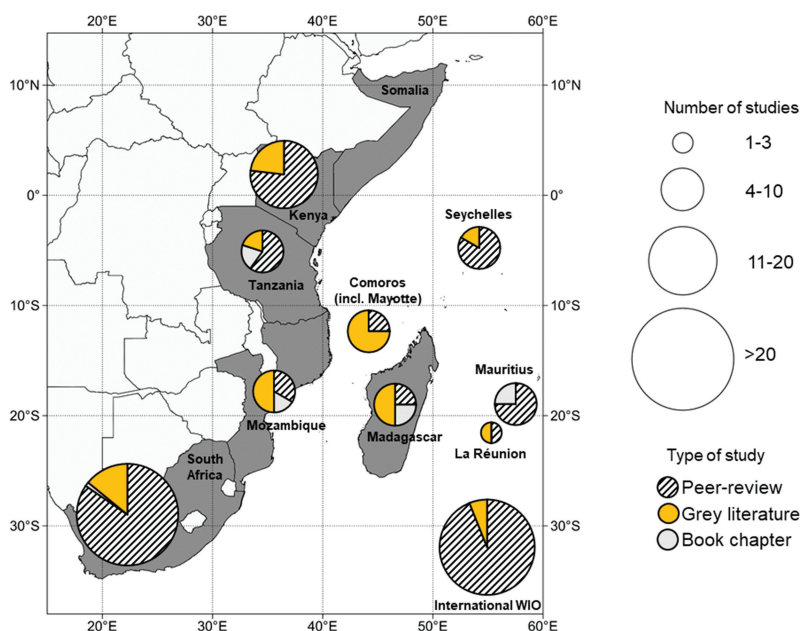 20°E 30°E 40°E 50°E 60°E
10°N
10°N
Somalia
0°
0°
Kenya
Seychelles
Tanzania
Comoros
(incl. Mayotte)
10°S
10°S
Mauritius
20°S
20°S
Mozambique
Madagascar
La Réunion
South
Africa
30°S
30°S
International WIO
20°E 30°E 40°E 50°E 60°E
Number of studies
1-3
4-10
11-20
>20
Type of study
Peer-review
Grey literature
Book chapter